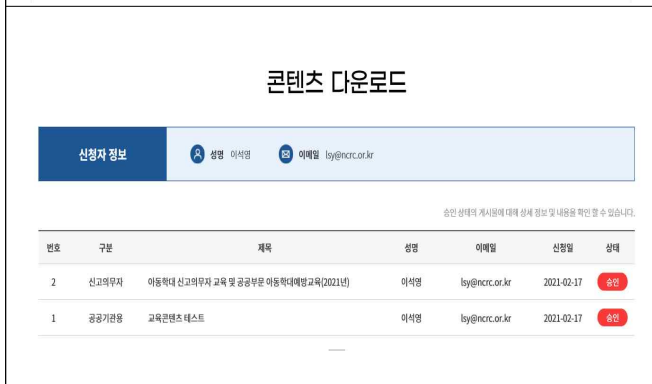 콘텐츠 다운로드
신청자 정보 성명 이석영 이메일 lsy@ncrc.or.kr
승인 상태의 게시물에 대해 상세 정보 및 내용을 확인 할 수 있습니다.
번호 구분 제목 성명 이메일 신청일 상태
2 신고의무자 아동학대 신고의무자 교육 및 공공부문 아동학대예방교육(2021년) 이석영 lsy@ncrc.or.kr 2021-02-17 승인
1 공공기관용 교육콘텐츠 테스트 이석영 lsy@ncrc.or.kr 2021-02-17 승인